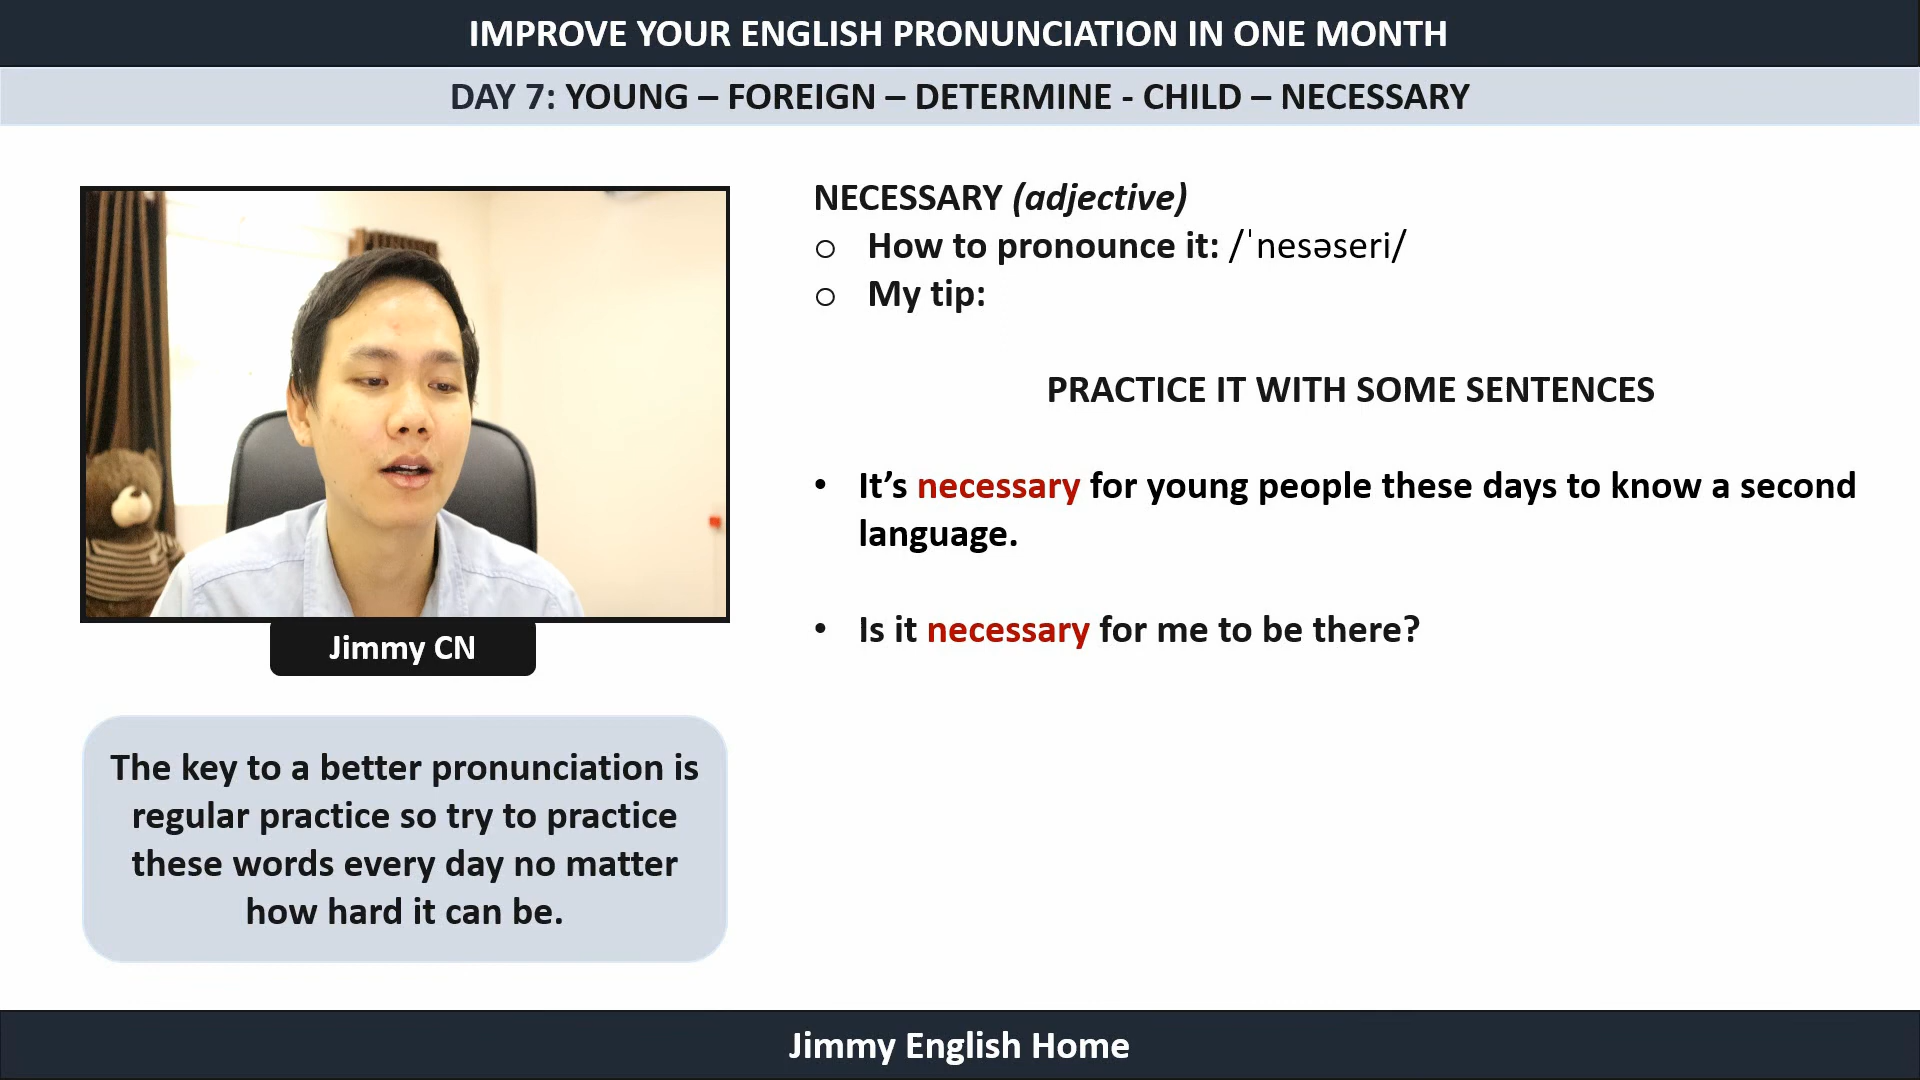 IMPROVE YOUR ENGLISH PRONUNCIATION IN ONE MONTH
DAY 7: YOUNG – FOREIGN – DETERMINE - CHILD – NECESSARY
NECESSARY (adjective)
o How to pronounce it: /ˈnesəseri/
o My tip:
PRACTICE IT WITH SOME SENTENCES
• It’s necessary for young people these days to know a second
language.
• Is it necessary for me to be there?
Jimmy CN
The key to a better pronunciation is
regular practice so try to practice
these words every day no matter
how hard it can be.
Jimmy English Home